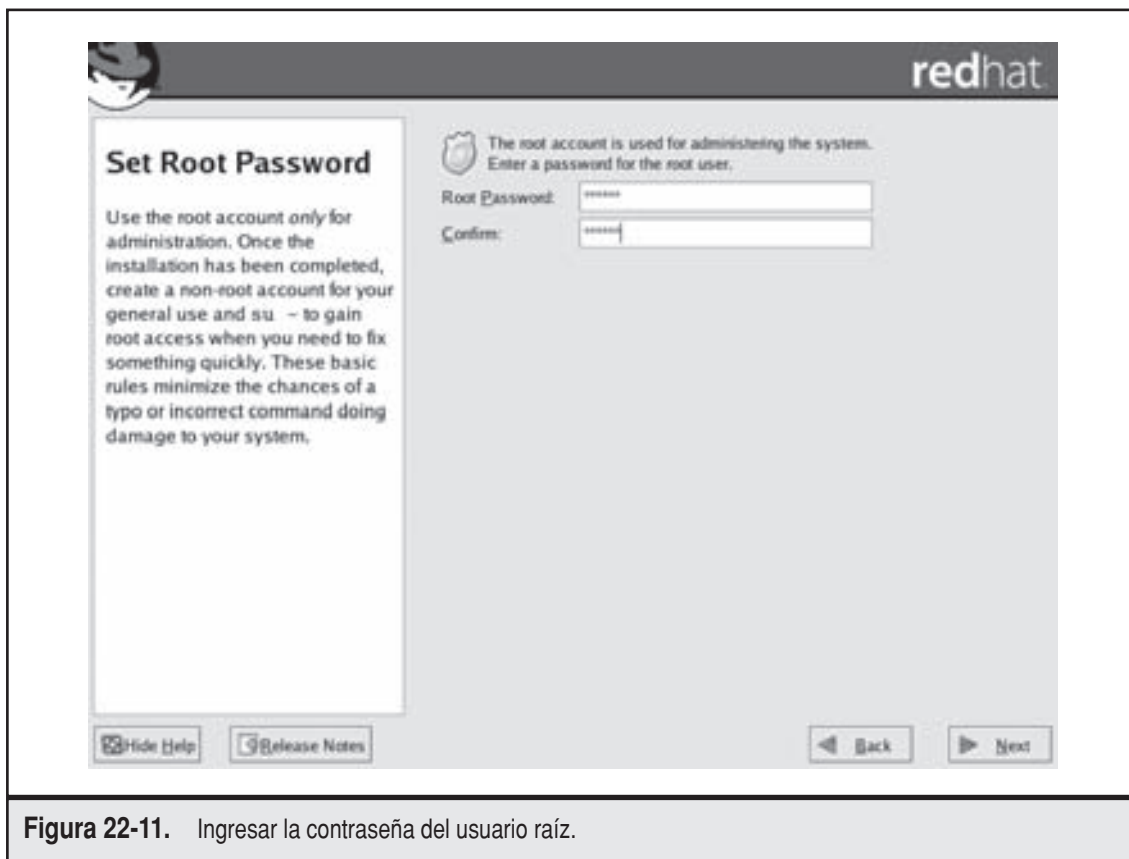 redhat
Set Root Password
Use the root account only for
administration. Once the
installation has been completed,
create a non-root account for your
general use and su - to gain
root access when you need to fix
something quickly. These basic
rules minimize the chances of a
typo or incorrect command doing
damage to your system.
The root account is used for administering the system.
Enter a password for the root user.
Root Password: ******
Confirm: ******
Hide Help
Release Notes
Back
Next
Figura 22-11. Ingresar la contraseña del usuario raíz.